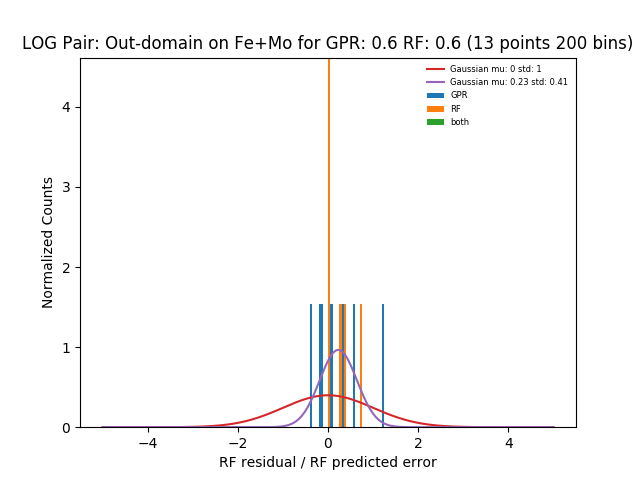 LOG Pair: Out-domain on Fe+Mo for GPR: 0.6 RF: 0.6 (13 points 200 bins)
Gaussian mu: 0 std: 1
Gaussian mu: 0.23 std: 0.41
GPR
RF
both
Normalized Counts
4
3
2
1
0
−4
−2
0
2
4
RF residual / RF predicted error